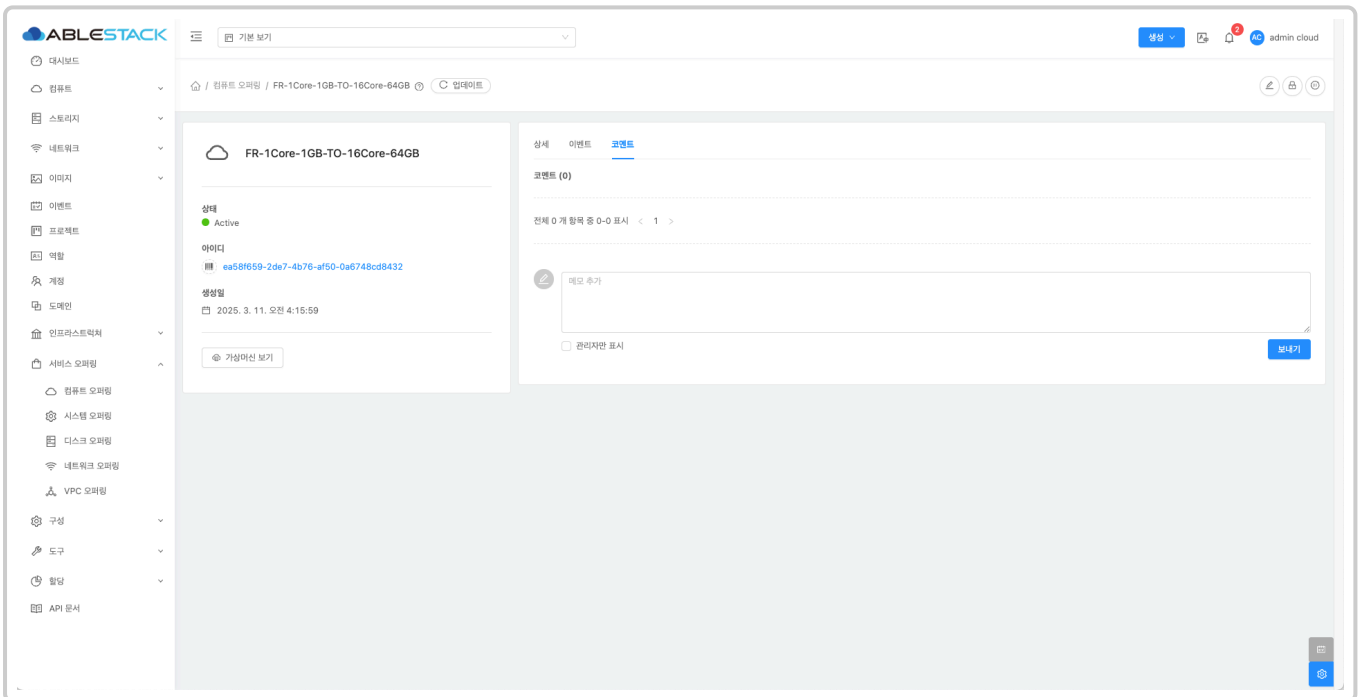 ABLESTACK
기본 보기
생성
2
AC
admin cloud
대시보드
컴퓨트
스토리지
네트워크
이미지
이벤트
프로젝트
역할
계정
도메인
인프라스트럭쳐
서비스 오퍼링
컴퓨트 오퍼링
시스템 오퍼링
디스크 오퍼링
네트워크 오퍼링
VPC 오퍼링
구성
도구
할당
API 문서
/ 컴퓨트 오퍼링 / FR-1Core-1GB-TO-16Core-64GB 업데이트
FR-1Core-1GB-TO-16Core-64GB
상태
Active
아이디
ea58f659-2de7-4b76-af50-0a6748cd8432
생성일
2025. 3. 11. 오전 4:15:59
가상머신 보기
상세 이벤트 코멘트
코멘트 (0)
전체 0 개 항목 중 0-0 표시 < 1 >
메모 추가
관리자만 표시
보내기